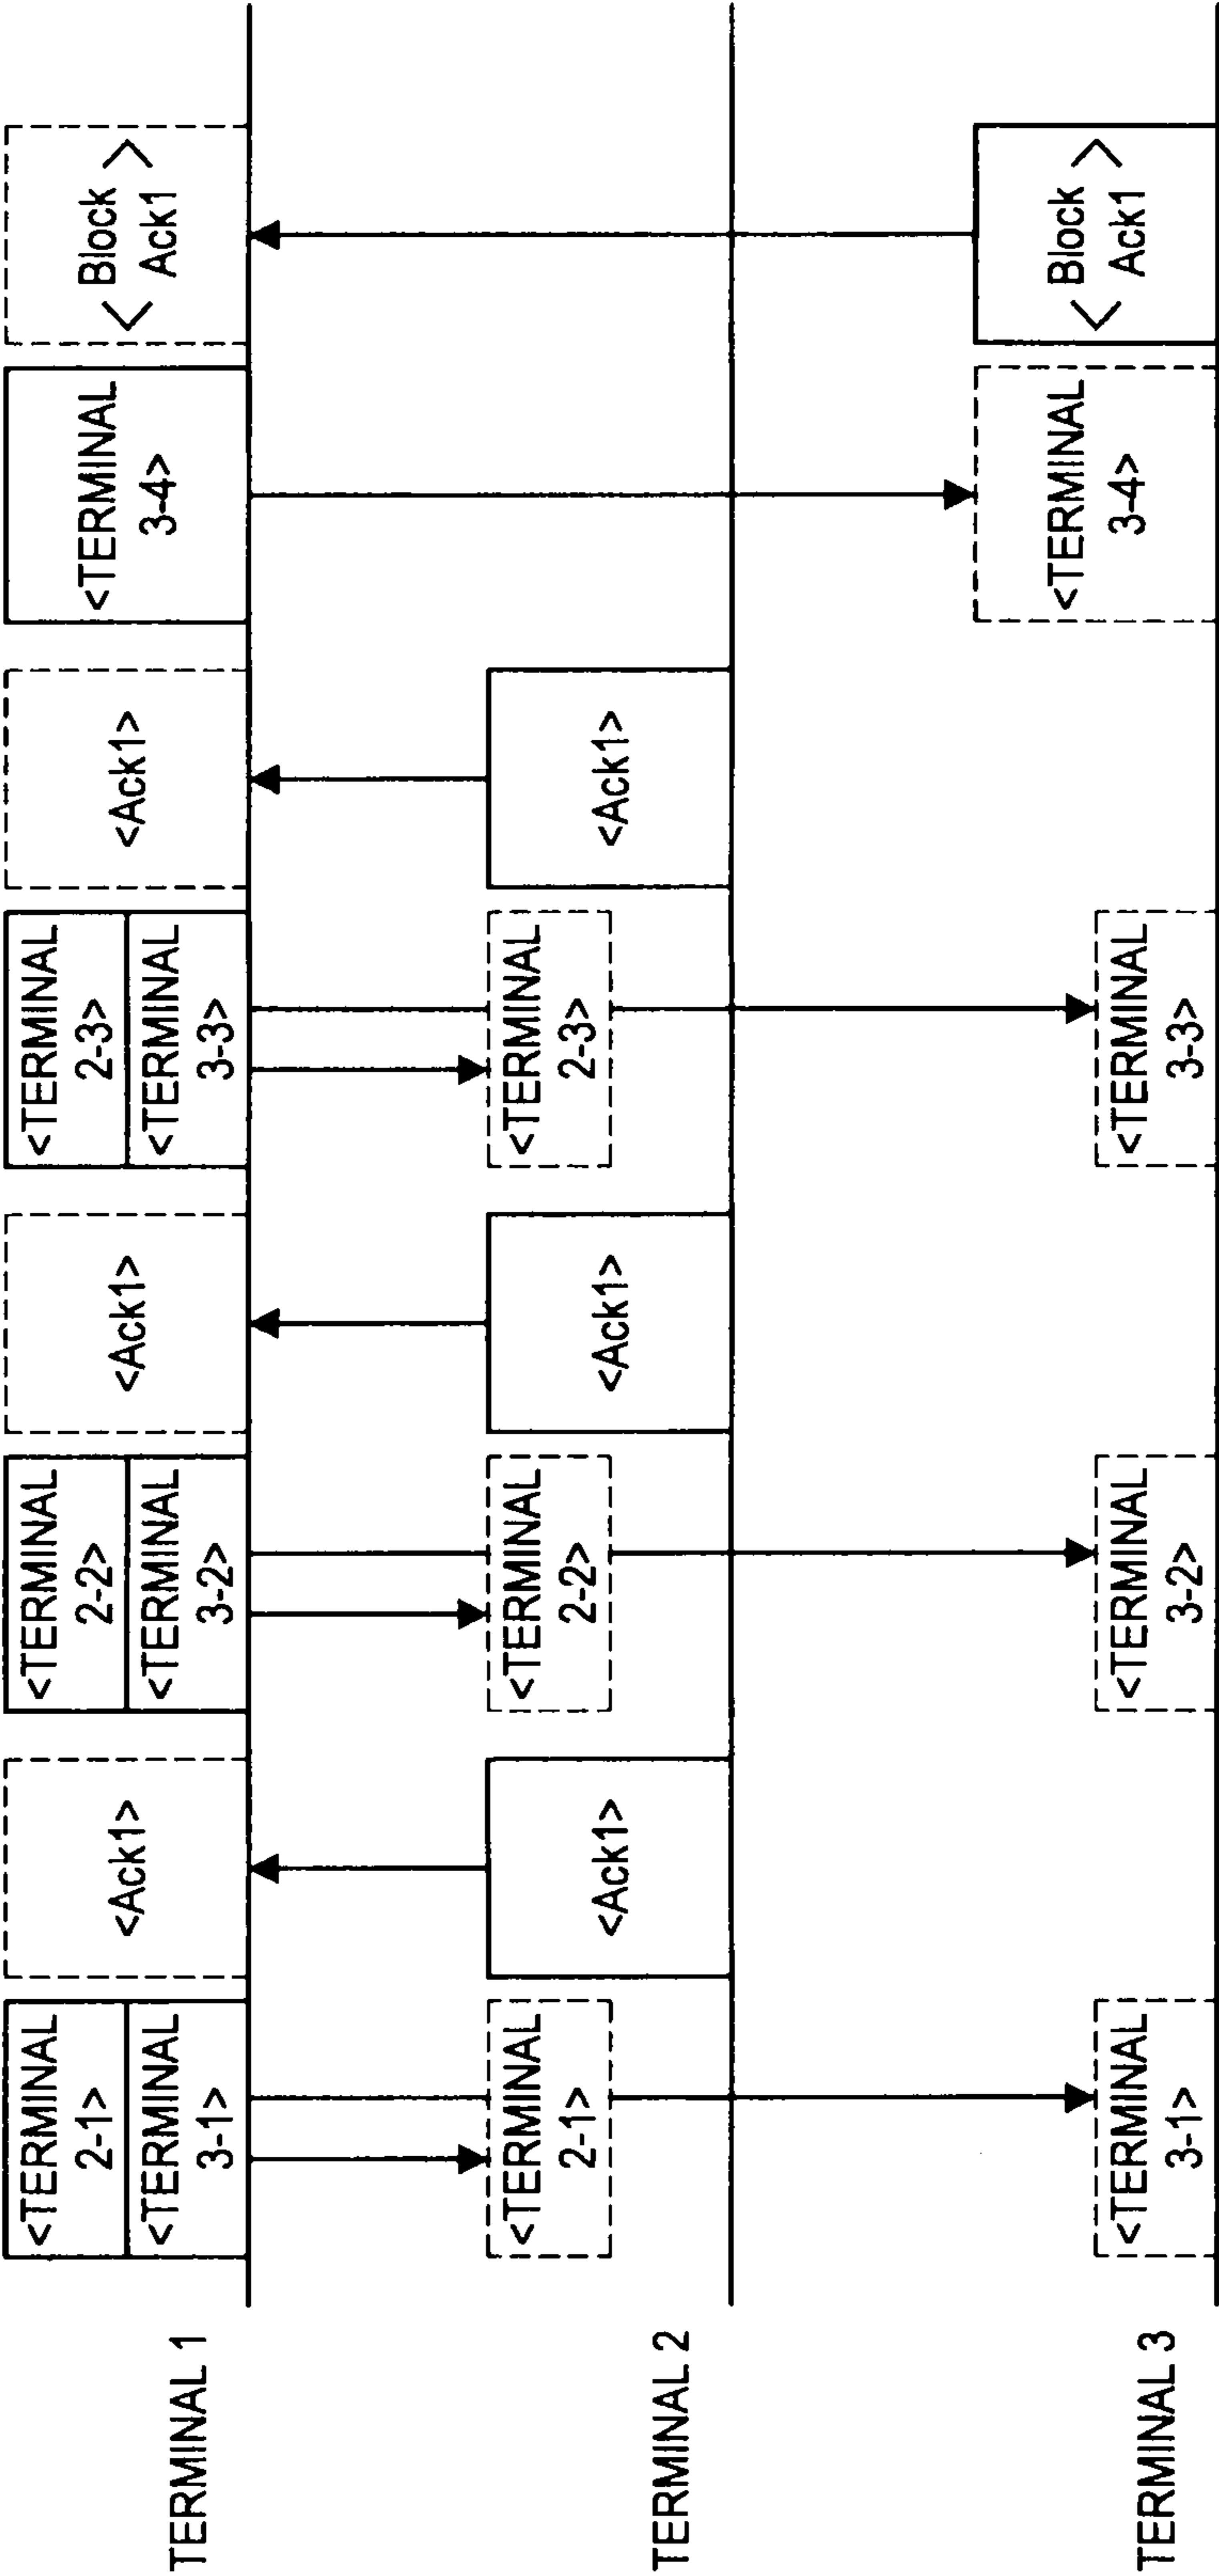 TERMINAL 1
<TERMINAL
2-1>
<TERMINAL
3-1>
<Ack1>
<TERMINAL
2-2>
<TERMINAL
3-2>
<Ack1>
<TERMINAL
2-3>
<TERMINAL
3-3>
<Ack1>
<TERMINAL
3-4>
< Block
Ack1 >
TERMINAL 2
<TERMINAL
2-1>
<Ack1>
<TERMINAL
2-2>
<Ack1>
<TERMINAL
2-3>
<Ack1>
TERMINAL 3
<TERMINAL
3-1>
<TERMINAL
3-2>
<TERMINAL
3-3>
<TERMINAL
3-4>
< Block
Ack1 >